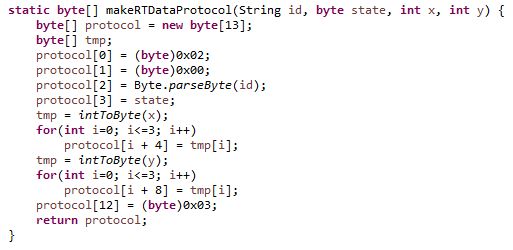 static byte[] makeRTDataProtocol(String id, byte state, int x, int y) {
    byte[] protocol = new byte[13];
    byte[] tmp;
    protocol[0] = (byte)0x02;
    protocol[1] = (byte)0x00;
    protocol[2] = Byte.parseByte(id);
    protocol[3] = state;
    tmp = intToByte(x);
    for(int i=0; i<=3; i++)
        protocol[i + 4] = tmp[i];
    tmp = intToByte(y);
    for(int i=0; i<=3; i++)
        protocol[i + 8] = tmp[i];
    protocol[12] = (byte)0x03;
    return protocol;
}